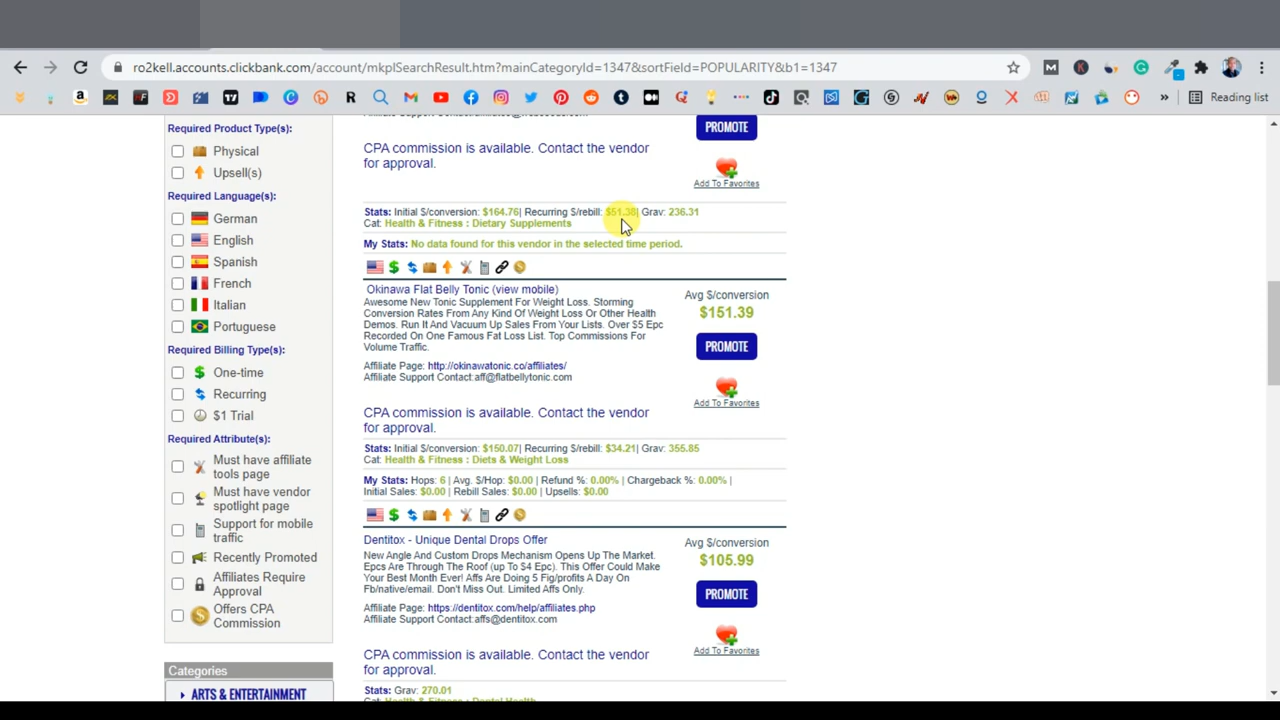 ro2kell.accounts.clickbank.com/account/mkplSearchResult.htm?mainCategoryId=1347&sortField=POPULARITY&b1=1347
Reading list
Required Product Type(s):
Physical
Upsell(s)
Required Language(s):
German
English
Spanish
French
Italian
Portuguese
Required Billing Type(s):
One-time
Recurring
$1 Trial
Required Attribute(s):
Must have affiliate
tools page
Must have vendor
spotlight page
Support for mobile
traffic
Recently Promoted
Affiliates Require
Approval
Offers CPA
Commission
Categories
ARTS & ENTERTAINMENT
PROMOTE
CPA commission is available. Contact the vendor
for approval.
Add To Favorites
Stats: Initial $/conversion: $164.76| Recurring $/rebill: $51.38| Grav: 236.31
Cat: Health & Fitness : Dietary Supplements
My Stats: No data found for this vendor in the selected time period.
Okinawa Flat Belly Tonic (view mobile)
Awesome New Tonic Supplement For Weight Loss. Storming
Conversion Rates From Any Kind Of Weight Loss Or Other Health
Demos. Run It And Vacuum Up Sales From Your Lists. Over $5 Epc
Recorded On One Famous Fat Loss List. Top Commissions For
Volume Traffic.
Avg $/conversion
$151.39
PROMOTE
Affiliate Page: http://okinawatonic.co/affiliates/
Affiliate Support Contact:aff@flatbellytonic.com
Add To Favorites
CPA commission is available. Contact the vendor
for approval.
Stats: Initial $/conversion: $150.07| Recurring $/rebill: $34.21| Grav: 355.85
Cat: Health & Fitness : Diets & Weight Loss
My Stats: Hops: 6 | Avg. $/Hop: $0.00 | Refund %: 0.00% | Chargeback %: 0.00% |
Initial Sales: $0.00 | Rebill Sales: $0.00 | Upsells: $0.00
Dentitox - Unique Dental Drops Offer
New Angle And Custom Drops Mechanism Opens Up The Market.
Epcs Are Through The Roof (up To $4 Epc). This Offer Could Make
Your Best Month Ever! Affs Are Doing 5 Fig/profits A Day On
Fb/native/email. Don't Miss Out. Limited Affs Only.
Avg $/conversion
$105.99
PROMOTE
Affiliate Page: https://dentitox.com/help/affiliates.php
Affiliate Support Contact:affs@dentitox.com
Add To Favorites
CPA commission is available. Contact the vendor
for approval.
Stats: Grav: 270.01
Cat: Health & Fitness : Dental Health